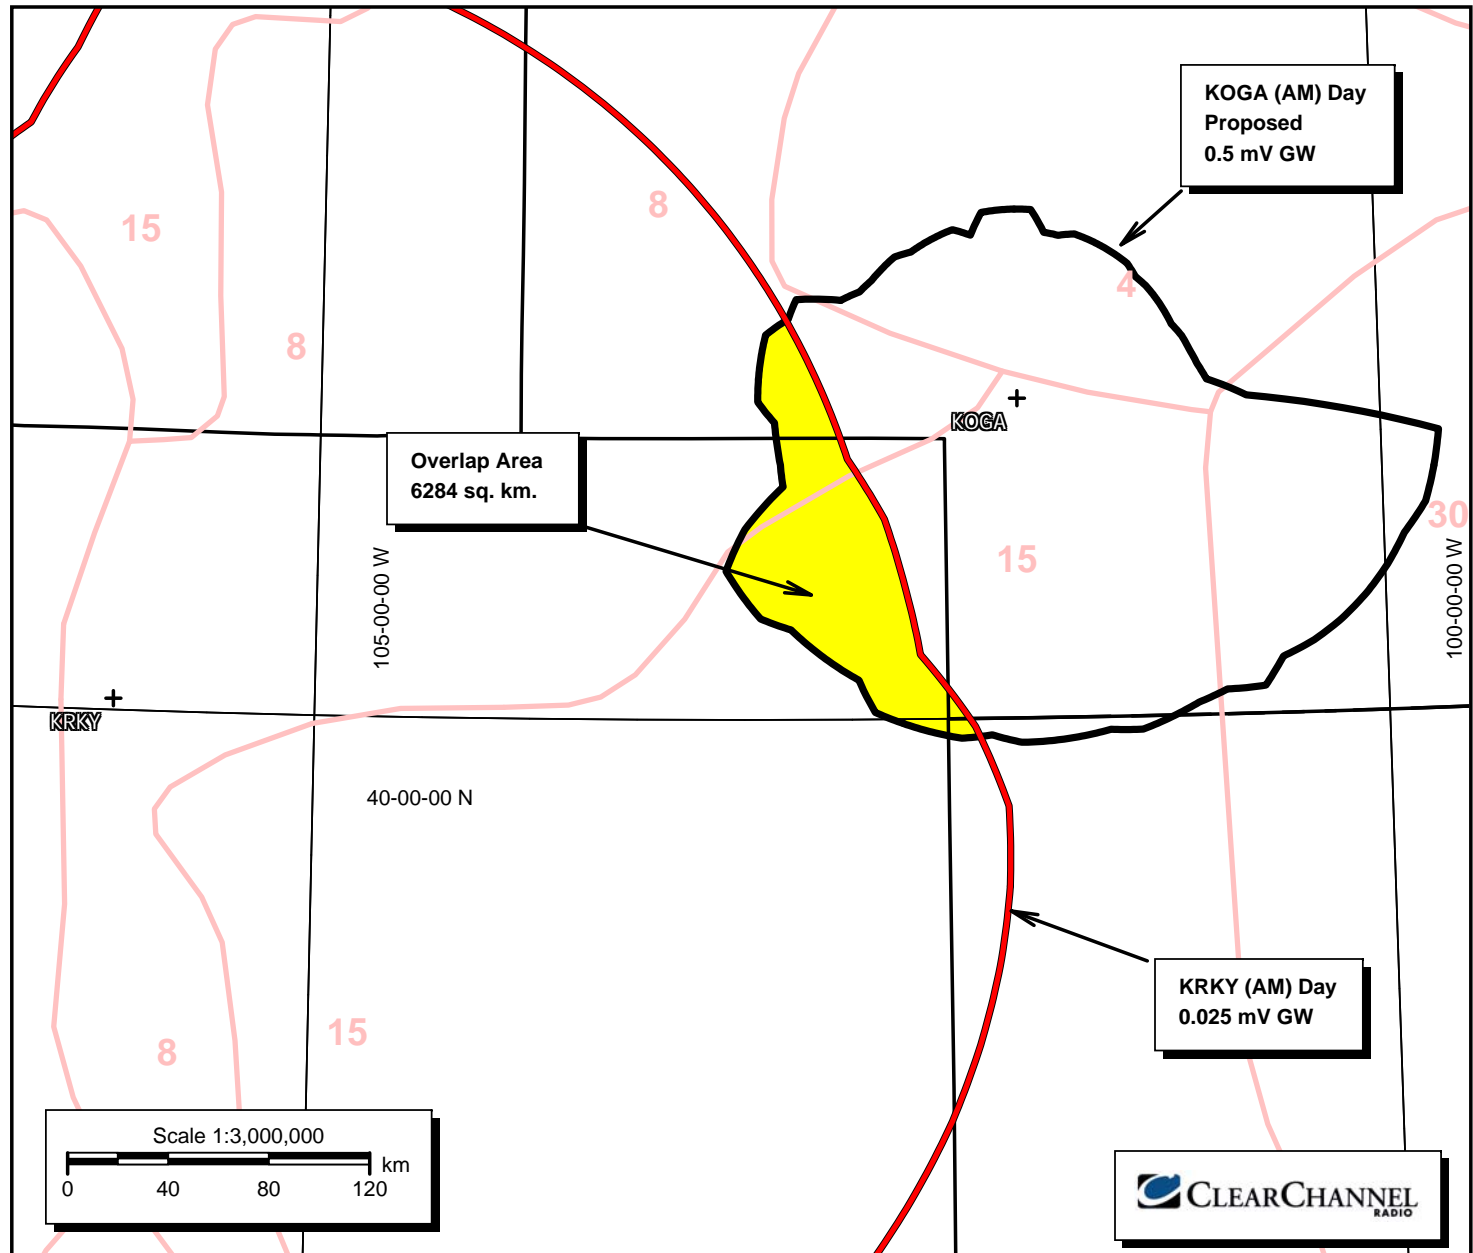 KOGA (AM) Day
Proposed
0.5 mV GW
15
8
4
8
KOGA
Overlap Area
6284 sq. km.
30
15
105-00-00 W
100-00-00 W
KRKY
40-00-00 N
KRKY (AM) Day
0.025 mV GW
15
8
Scale 1:3,000,000
km
0 40 80 120
CLEARCHANNEL
RADIO